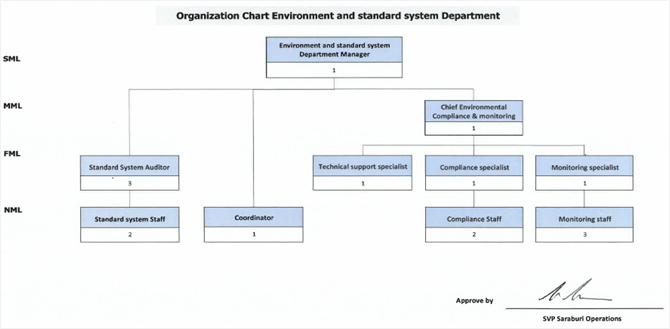 Organization Chart Environment and standard system Department
SML
Environment and standard system
Department Manager
1
MML
Chief Environmental
Compliance & monitoring
1
FML
Standard System Auditor
3
Technical support specialist
1
Compliance specialist
1
Monitoring specialist
1
NML
Standard system Staff
2
Coordinator
1
Compliance Staff
2
Monitoring staff
3
Approve by
SVP Saraburi Operations